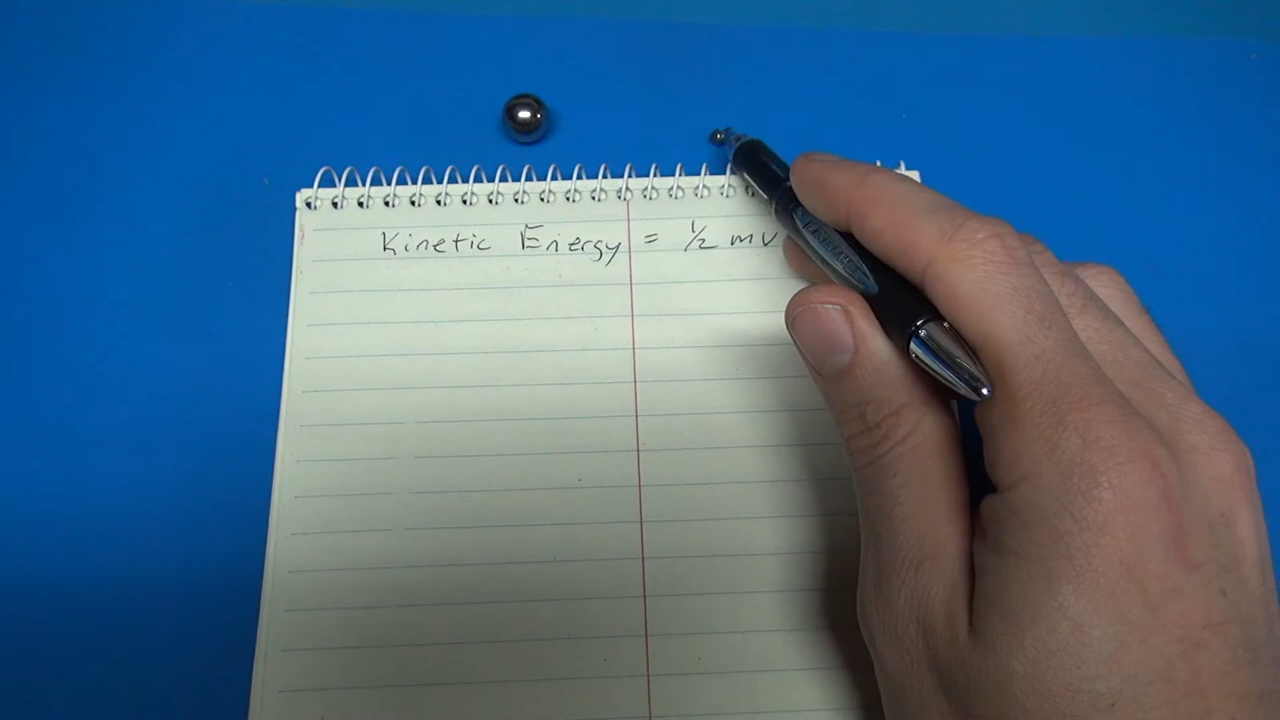 Kinetic Energy = ½ mv